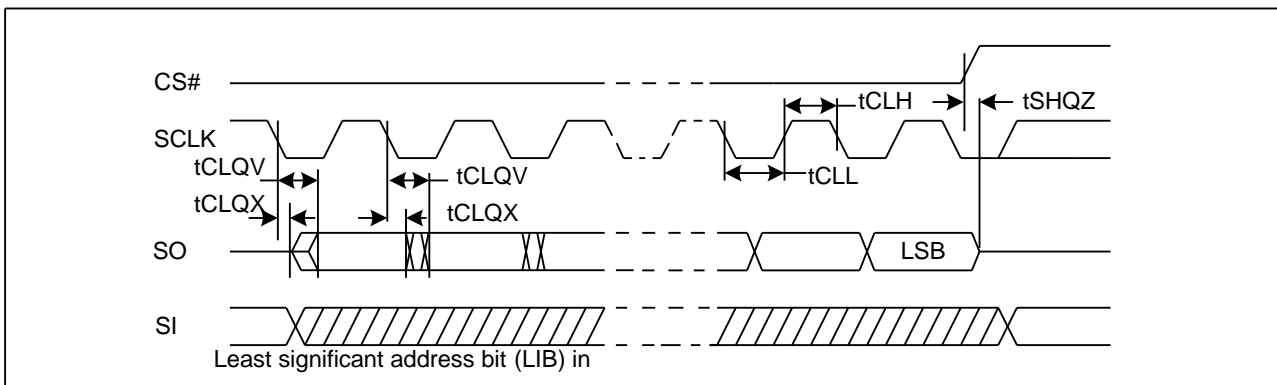 CS#
tCLH
tSHQZ
SCLK
tCLQV
tCLQV
tCLL
tCLQX
tCLQX
SO
LSB
SI
Least significant address bit (LIB) in